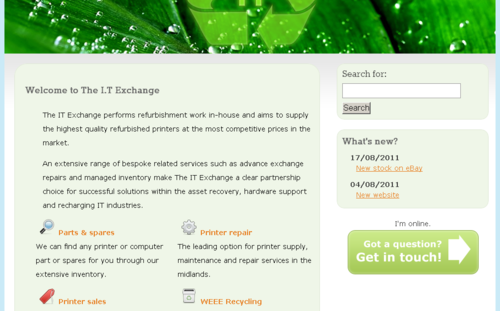 Welcome to The I.T Exchange
The IT Exchange performs refurbishment work in-house and aims to
supply the highest quality refurbished printers at the most competitive prices in the
market.
An extensive range of bespoke related services such as advance exchange
repairs and managed inventory make The IT Exchange a clear partnership
choice for successful solutions within the asset recovery, hardware support
and recharging IT industries.
Parts & spares
We can find any printer or computer
part or spares for you through our
extensive inventory.
Printer repair
The leading option for printer supply,
maintenance and repair services in the
midlands.
Printer sales
WEEE Recycling
Search for:
Search
What's new?
17/08/2011
New stock on eBay
04/08/2011
New website
I'm online.
Got a question?
Get in touch!